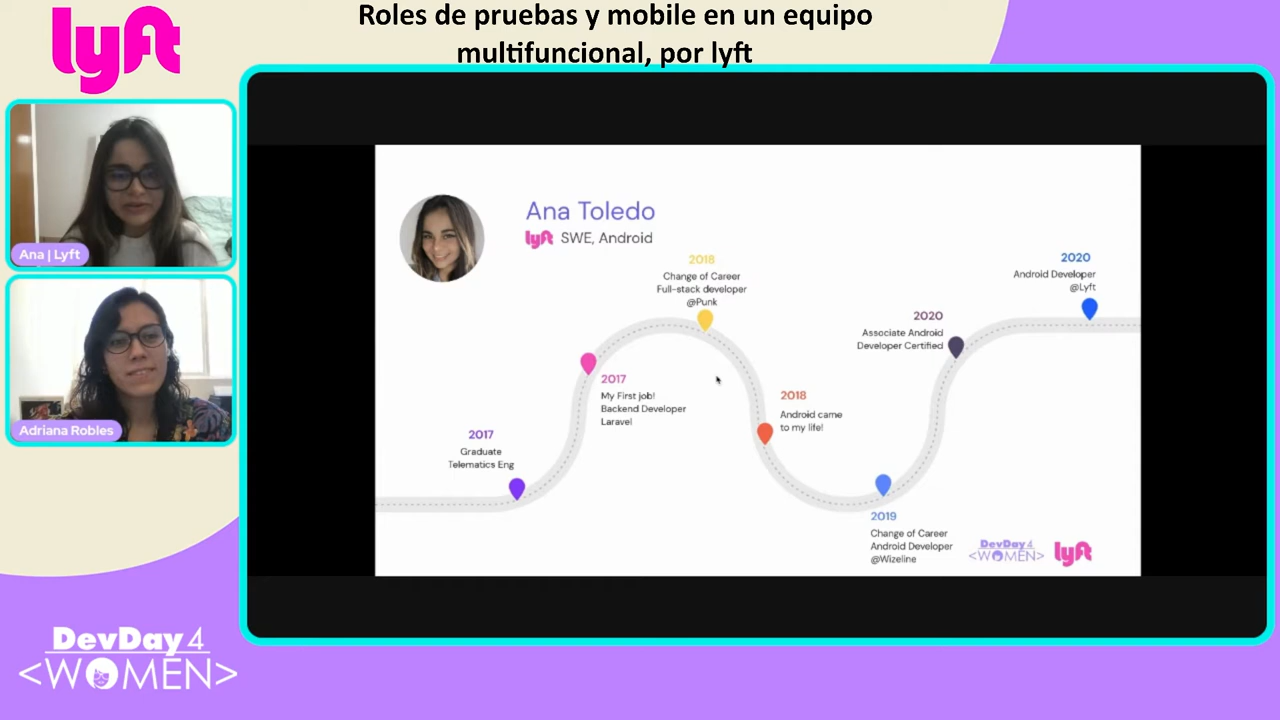 lyft
Roles de pruebas y mobile en un equipo
multifuncional, por lyft
Ana | Lyft
Adriana Robles
DevDay4
<WOMEN>
Ana Toledo
lyft SWE, Android
2017
Graduate
Telematics Eng
2017
My First job!
Backend Developer
Laravel
2018
Change of Career
Full-stack developer
@Punk
2018
Android came
to my life!
2019
Change of Career
Android Developer
@Wizeline
2020
Associate Android
Developer Certified
2020
Android Developer
@Lyft
DevDay4
<WOMEN>
lyft